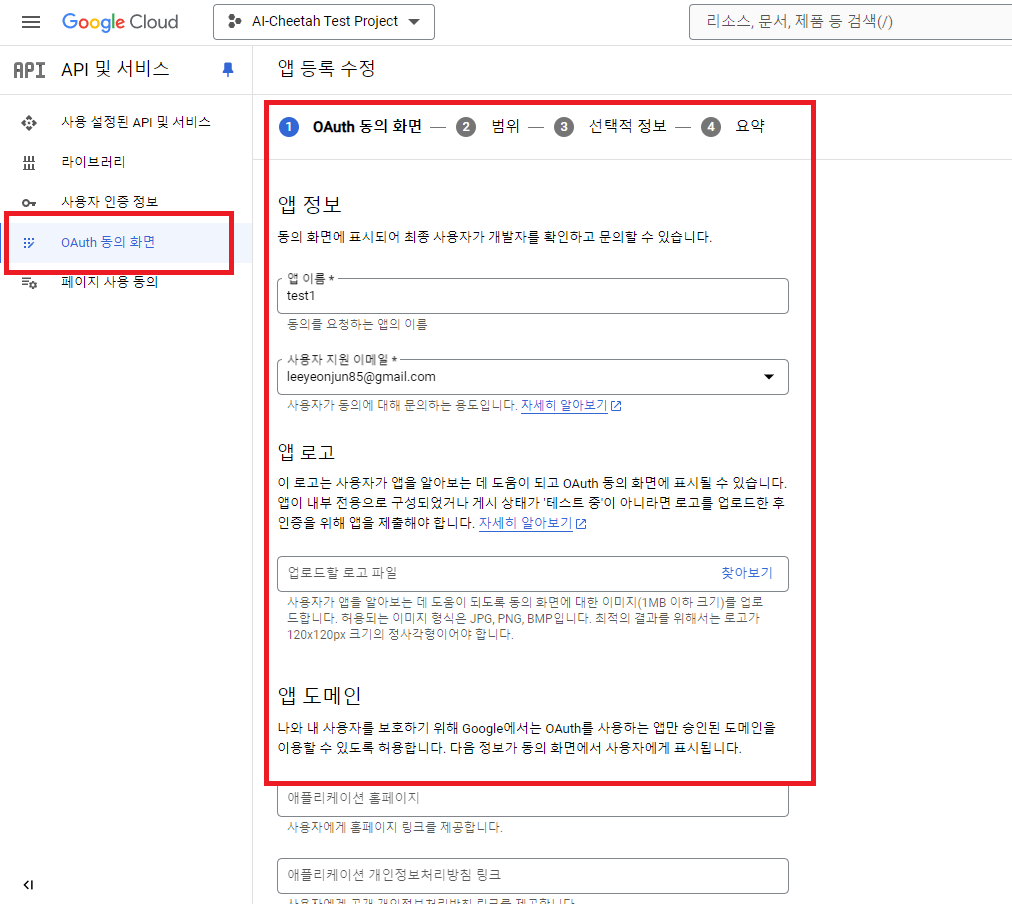 Google Cloud
AI-Cheetah Test Project
리소스, 문서, 제품 등 검색(/)
API
API 및 서비스
앱 등록 수정
사용 설정된 API 및 서비스
라이브러리
사용자 인증 정보
OAuth 동의 화면
페이지 사용 동의
1 OAuth 동의 화면 — 2 범위 — 3 선택적 정보 — 4 요약
앱 정보
동의 화면에 표시되어 최종 사용자가 개발자를 확인하고 문의할 수 있습니다.
앱 이름 *
test1
동의를 요청하는 앱의 이름
사용자 지원 이메일 *
leeyeonjun85@gmail.com
사용자가 동의에 대해 문의하는 용도입니다. 자세히 알아보기
앱 로고
이 로고는 사용자가 앱을 알아보는 데 도움이 되고 OAuth 동의 화면에 표시될 수 있습니다.
앱이 내부 전용으로 구성되었거나 게시 상태가 '테스트 중'이 아니라면 로고를 업로드한 후
인증을 위해 앱을 제출해야 합니다. 자세히 알아보기
업로드할 로고 파일
찾아보기
사용자가 앱을 알아보는 데 도움이 되도록 동의 화면에 대한 이미지(1MB 이하 크기)를 업로
드합니다. 허용되는 이미지 형식은 JPG, PNG, BMP입니다. 최적의 결과를 위해서는 로고가
120x120px 크기의 정사각형이어야 합니다.
앱 도메인
나와 내 사용자를 보호하기 위해 Google에서는 OAuth를 사용하는 앱만 승인된 도메인을
이용할 수 있도록 허용합니다. 다음 정보가 동의 화면에서 사용자에게 표시됩니다.
애플리케이션 홈페이지
사용자에게 홈페이지 링크를 제공합니다.
애플리케이션 개인정보처리방침 링크
사용자에게 공개 개인정보처리방침 링크를 제공합니다.